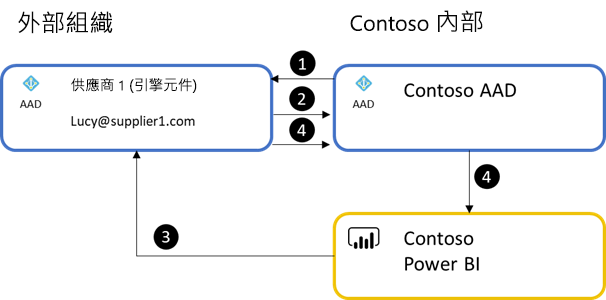 外部組織
Contoso 內部
1
AAD
供應商 1 (引擎元件)
Lucy@supplier1.com
2
4
AAD
Contoso AAD
4
3
Contoso
Power BI